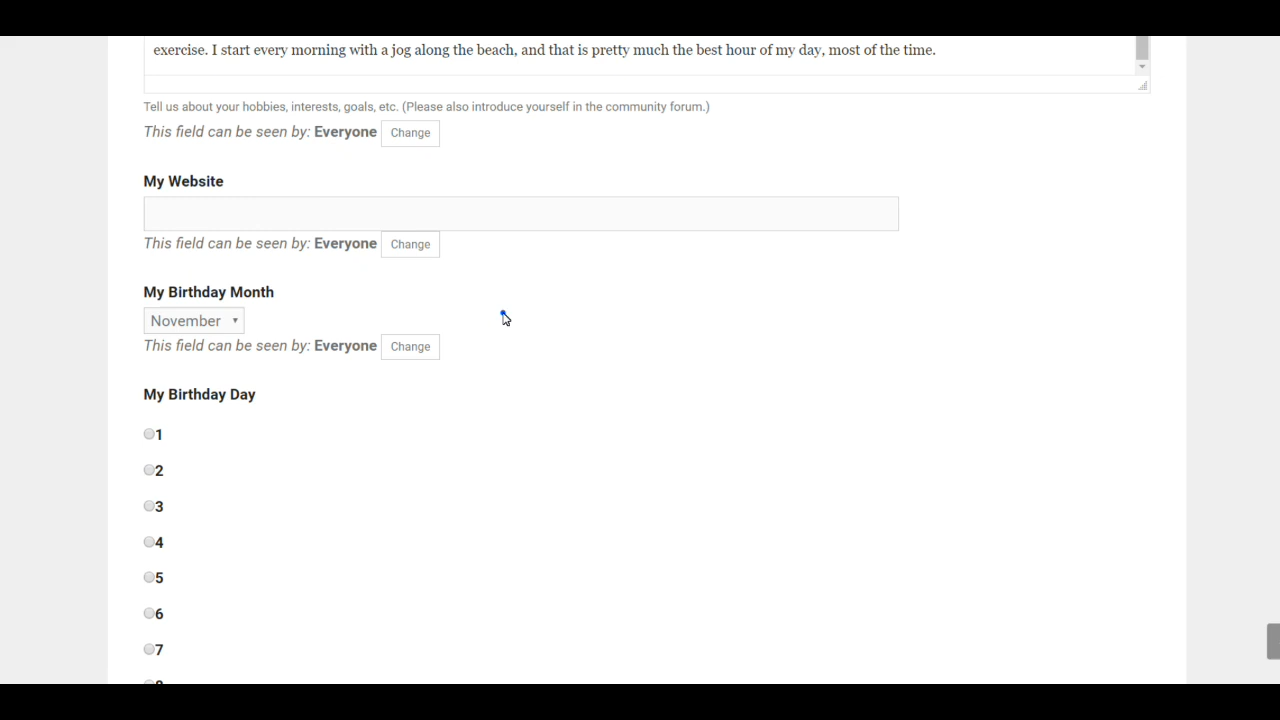 exercise. I start every morning with a jog along the beach, and that is pretty much the best hour of my day, most of the time.
Tell us about your hobbies, interests, goals, etc. (Please also introduce yourself in the community forum.)
This field can be seen by: Everyone Change
My Website
This field can be seen by: Everyone Change
My Birthday Month
November
This field can be seen by: Everyone Change
My Birthday Day
1
2
3
4
5
6
7